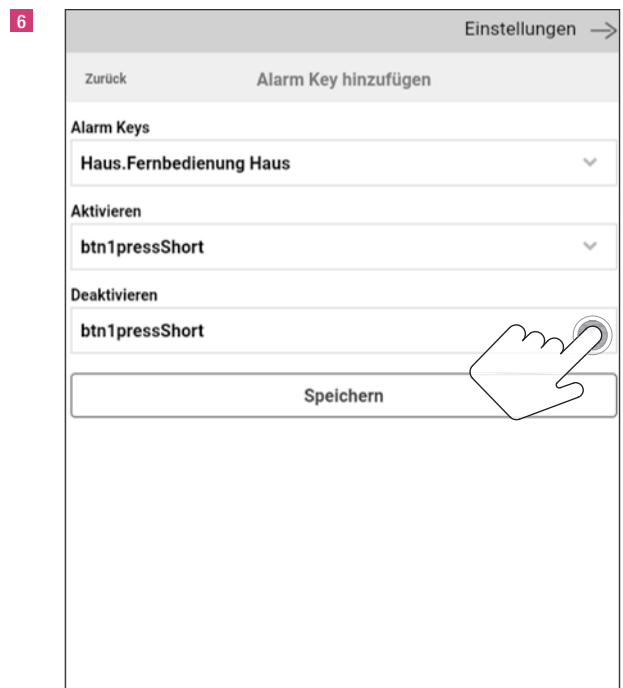 6
Einstellungen
Zurück Alarm Key hinzufügen
Alarm Keys
Haus.Fernbedienung Haus
Aktivieren
btn1pressShort
Deaktivieren
btn1pressShort
Speichern